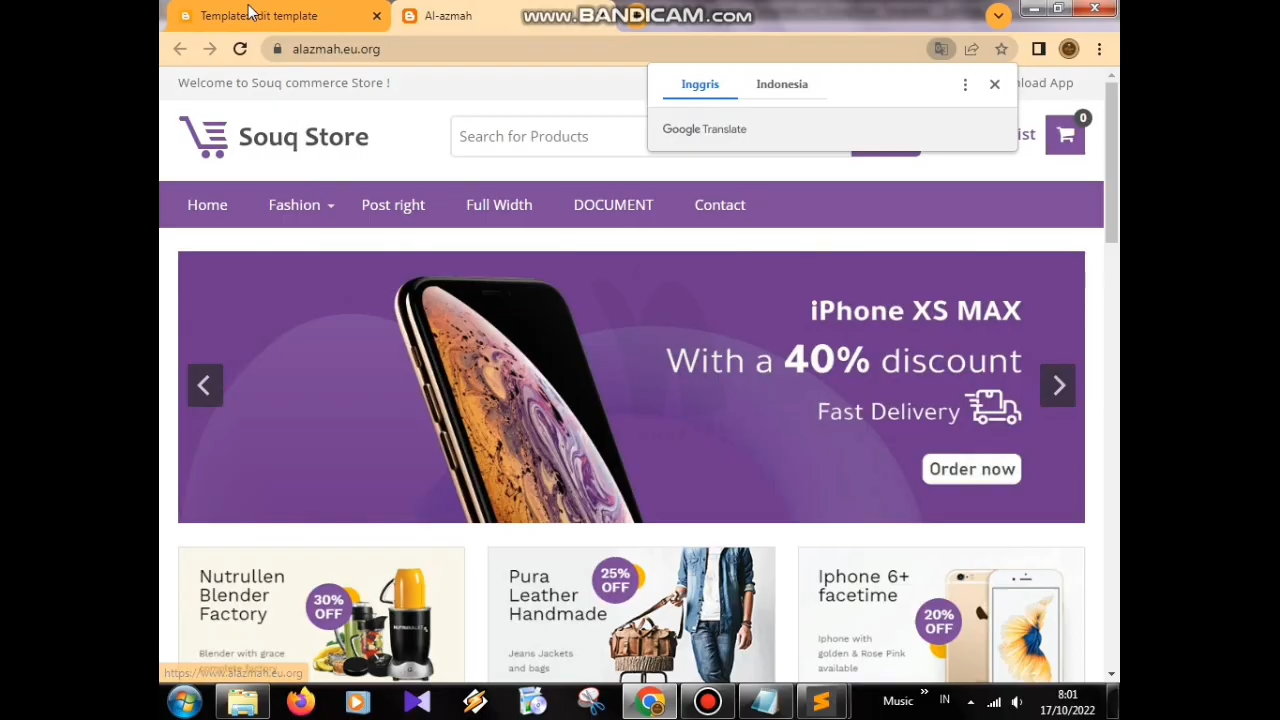 Template
dit template
Al-azmah
WWW.BANDICAM.COM
alazmah.eu.org
Inggris
Indonesia
Google Translate
Welcome to Souq commerce Store !
load App
Souq Store
Search for Products
ist
0
Home
Fashion
Post right
Full Width
DOCUMENT
Contact
iPhone XS MAX
With a 40% discount
Fast Delivery
Order now
Nutrullen
Blender
Factory
30%
OFF
Blender with grace
Pura
Leather
Handmade
25%
OFF
Jeans Jackets
and bags
Iphone 6+
facetime
20%
OFF
Iphone with
golden & Rose Pink
available
https://www.alazmah.eu.org
Music
IN
8:01
17/10/2022